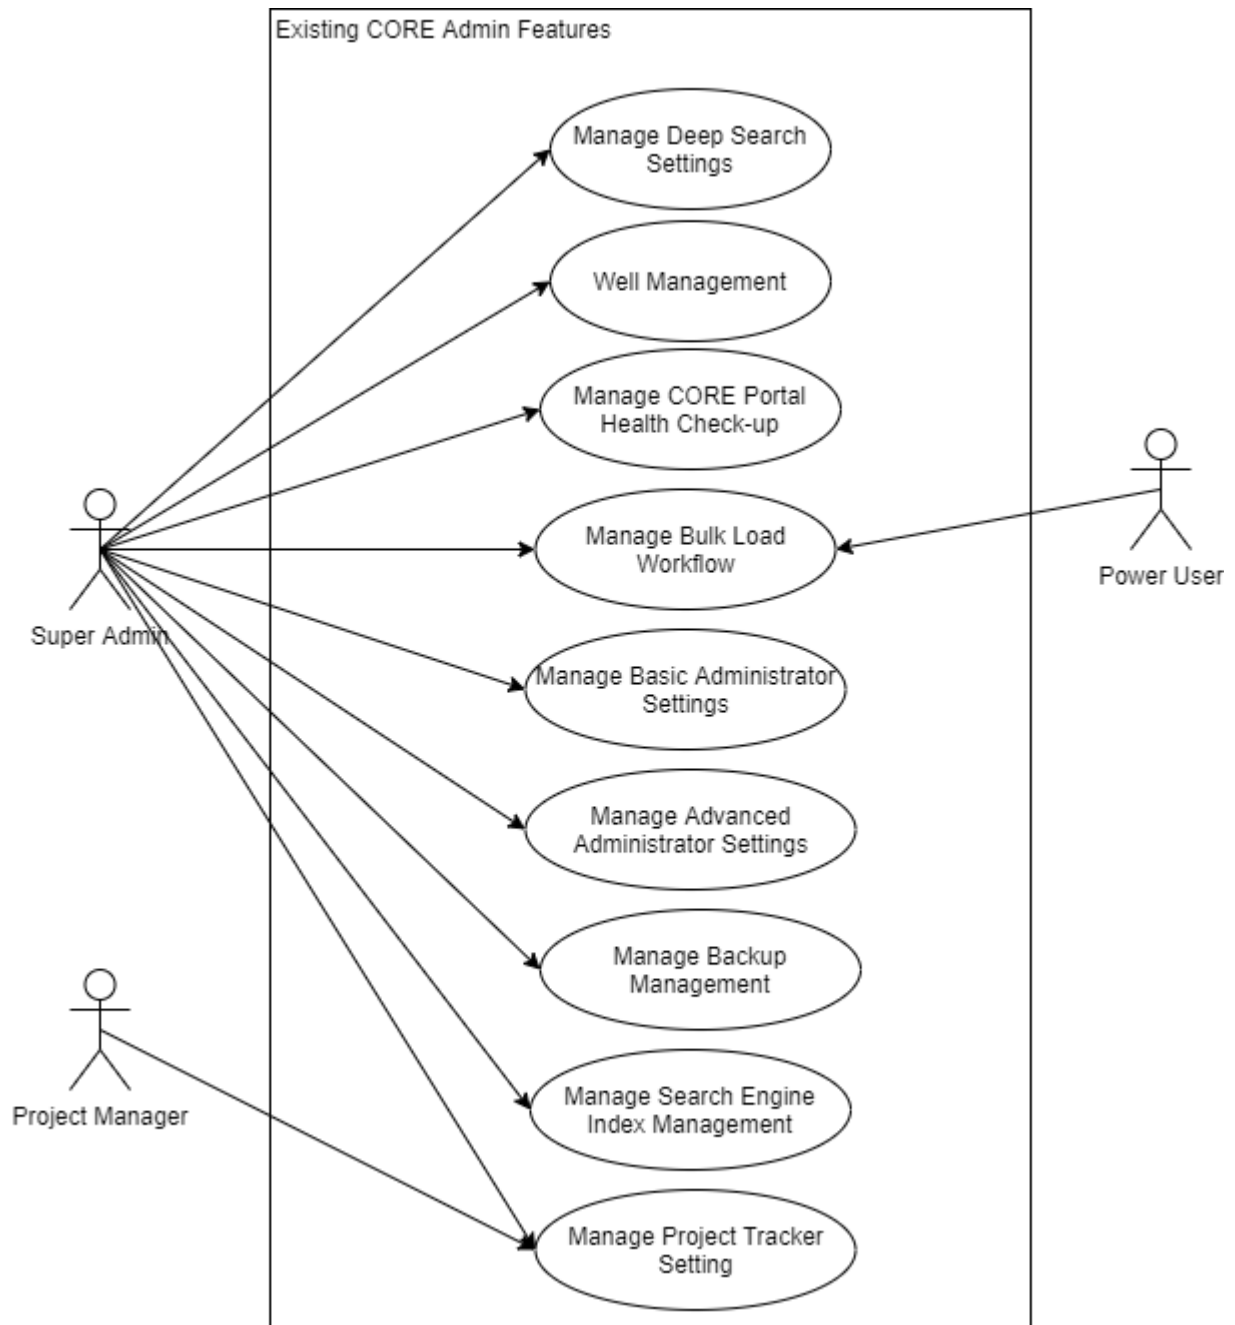 Existing CORE Admin Features
Manage Deep Search
Settings
Well Management
Manage CORE Portal
Health Check-up
Manage Bulk Load
Workflow
Power User
Super Admin
Manage Basic Administrator
Settings
Manage Advanced
Administrator Settings
Manage Backup
Management
Project Manager
Manage Search Engine
Index Management
Manage Project Tracker
Setting